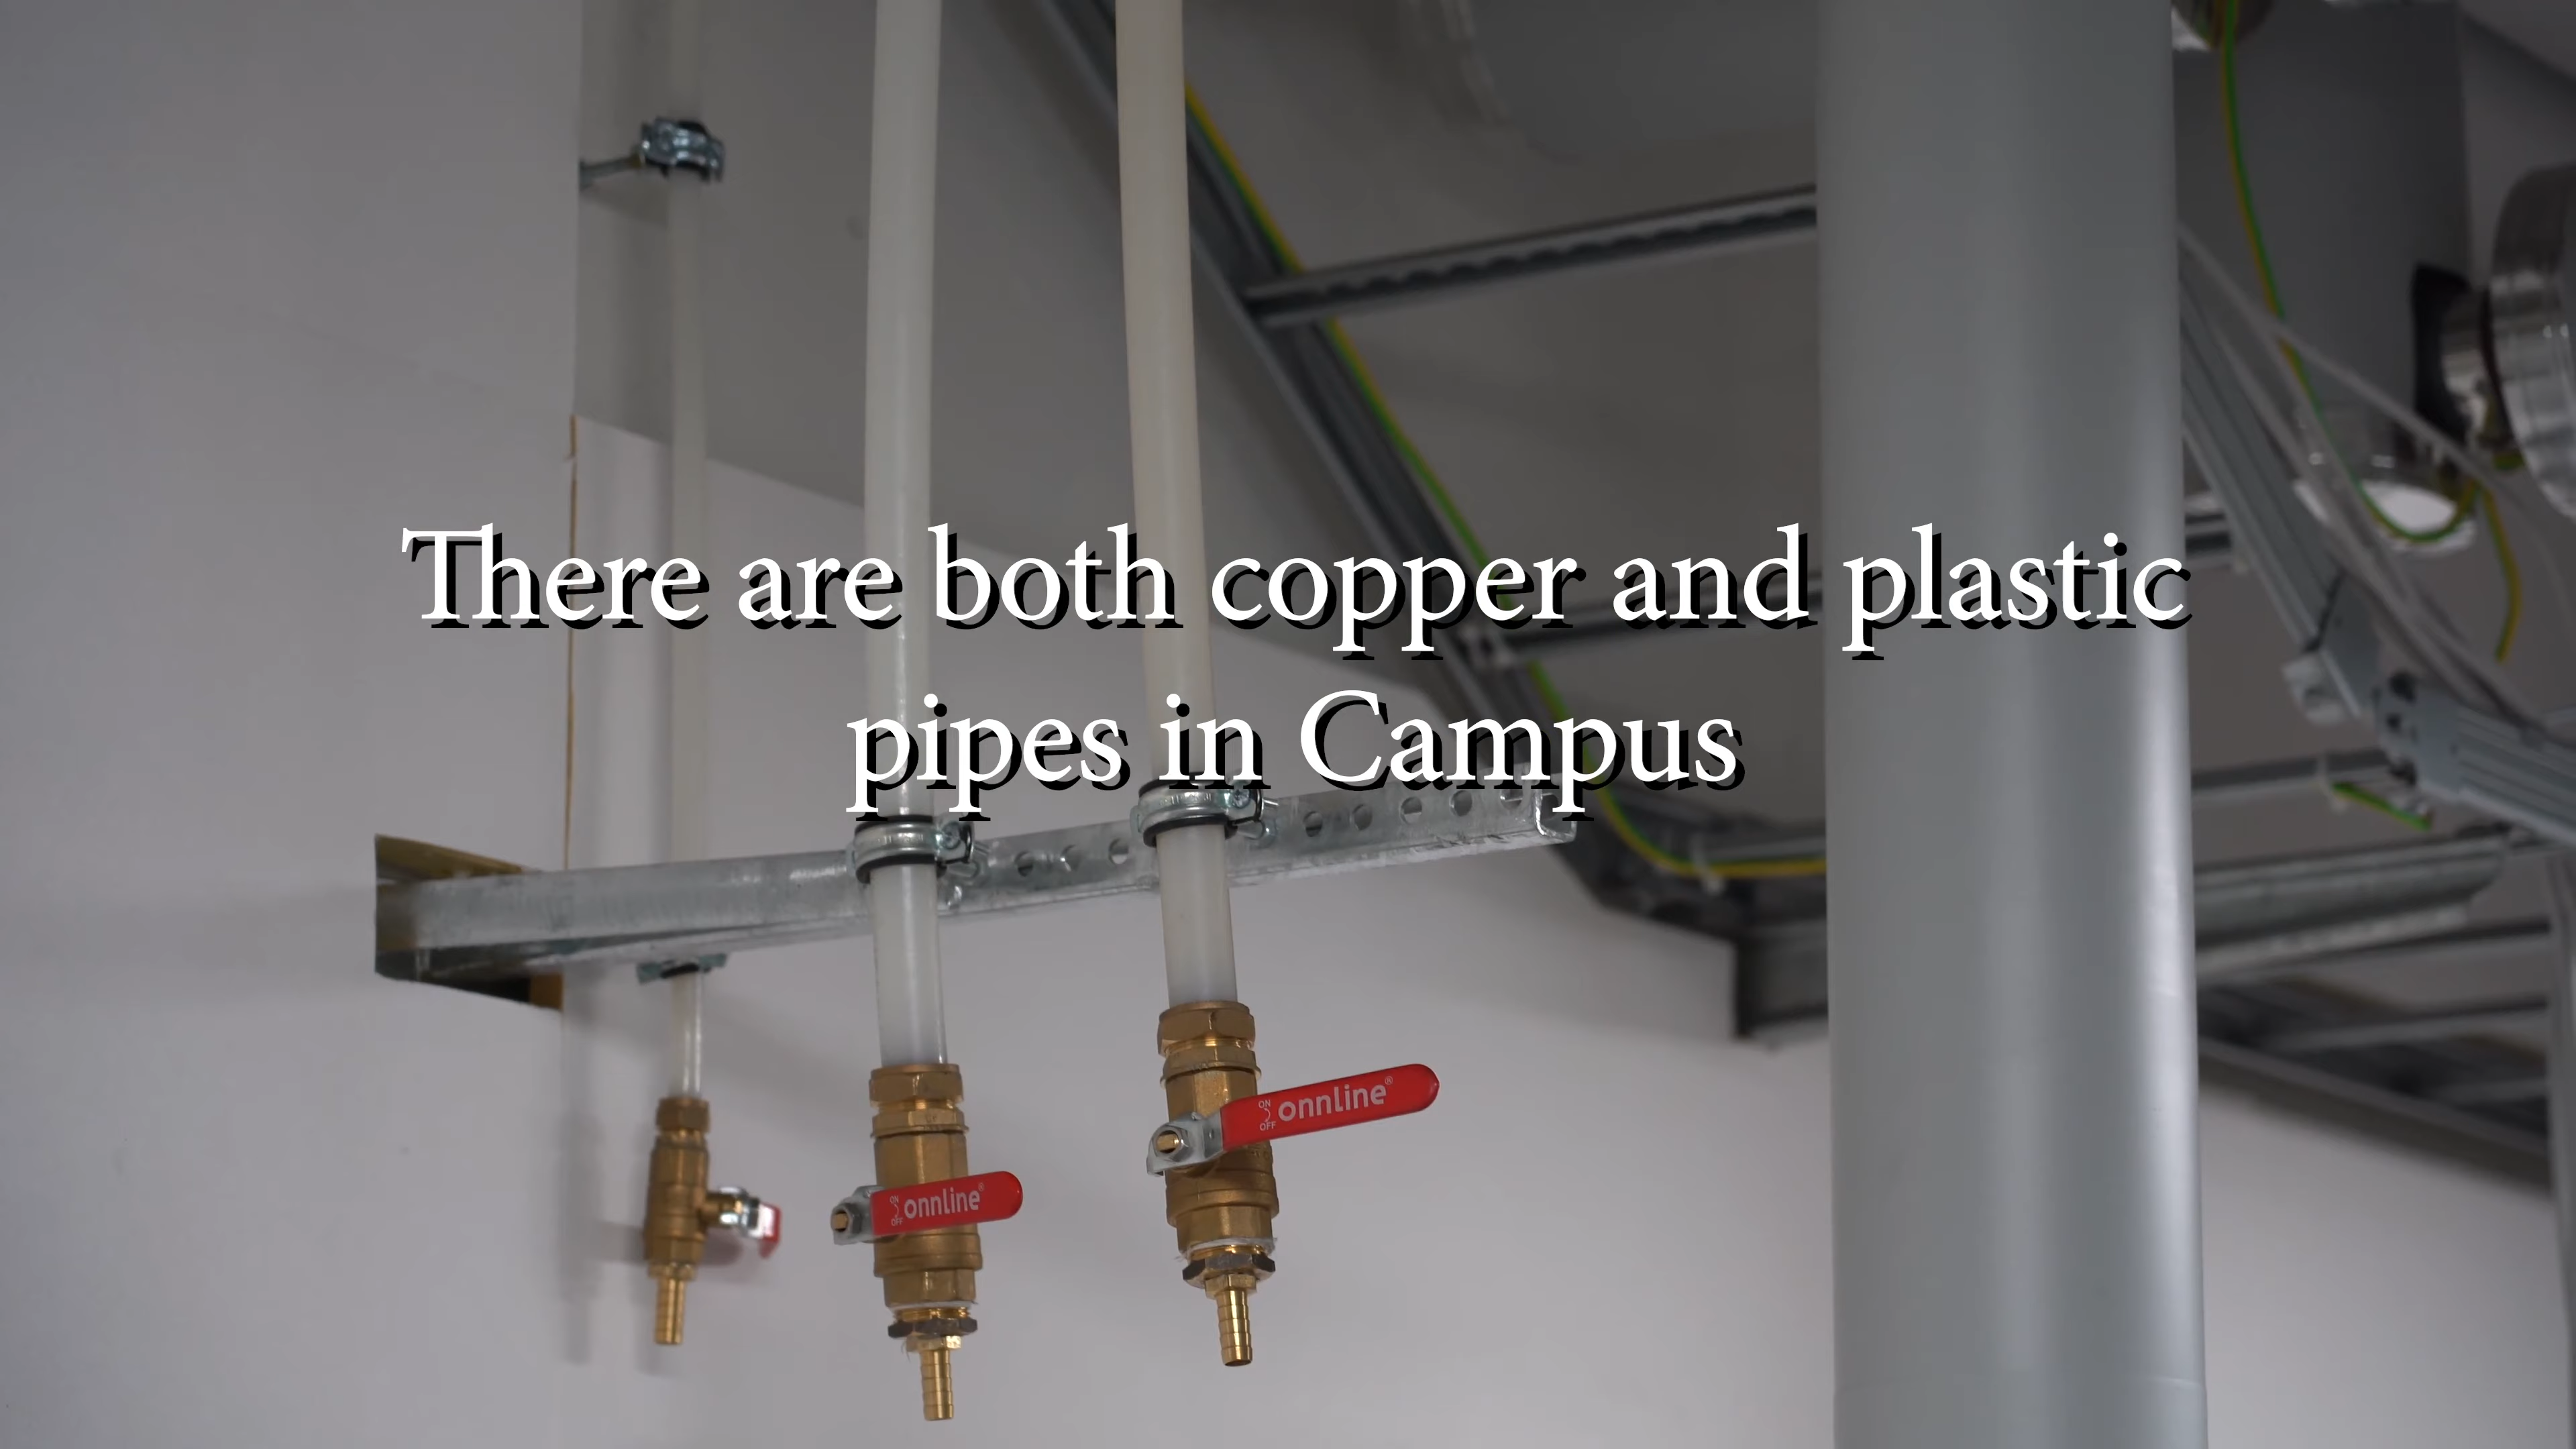 There are both copper and plastic
pipes in Campus
ON
OFF
onnline®
ON
OFF
onnline®